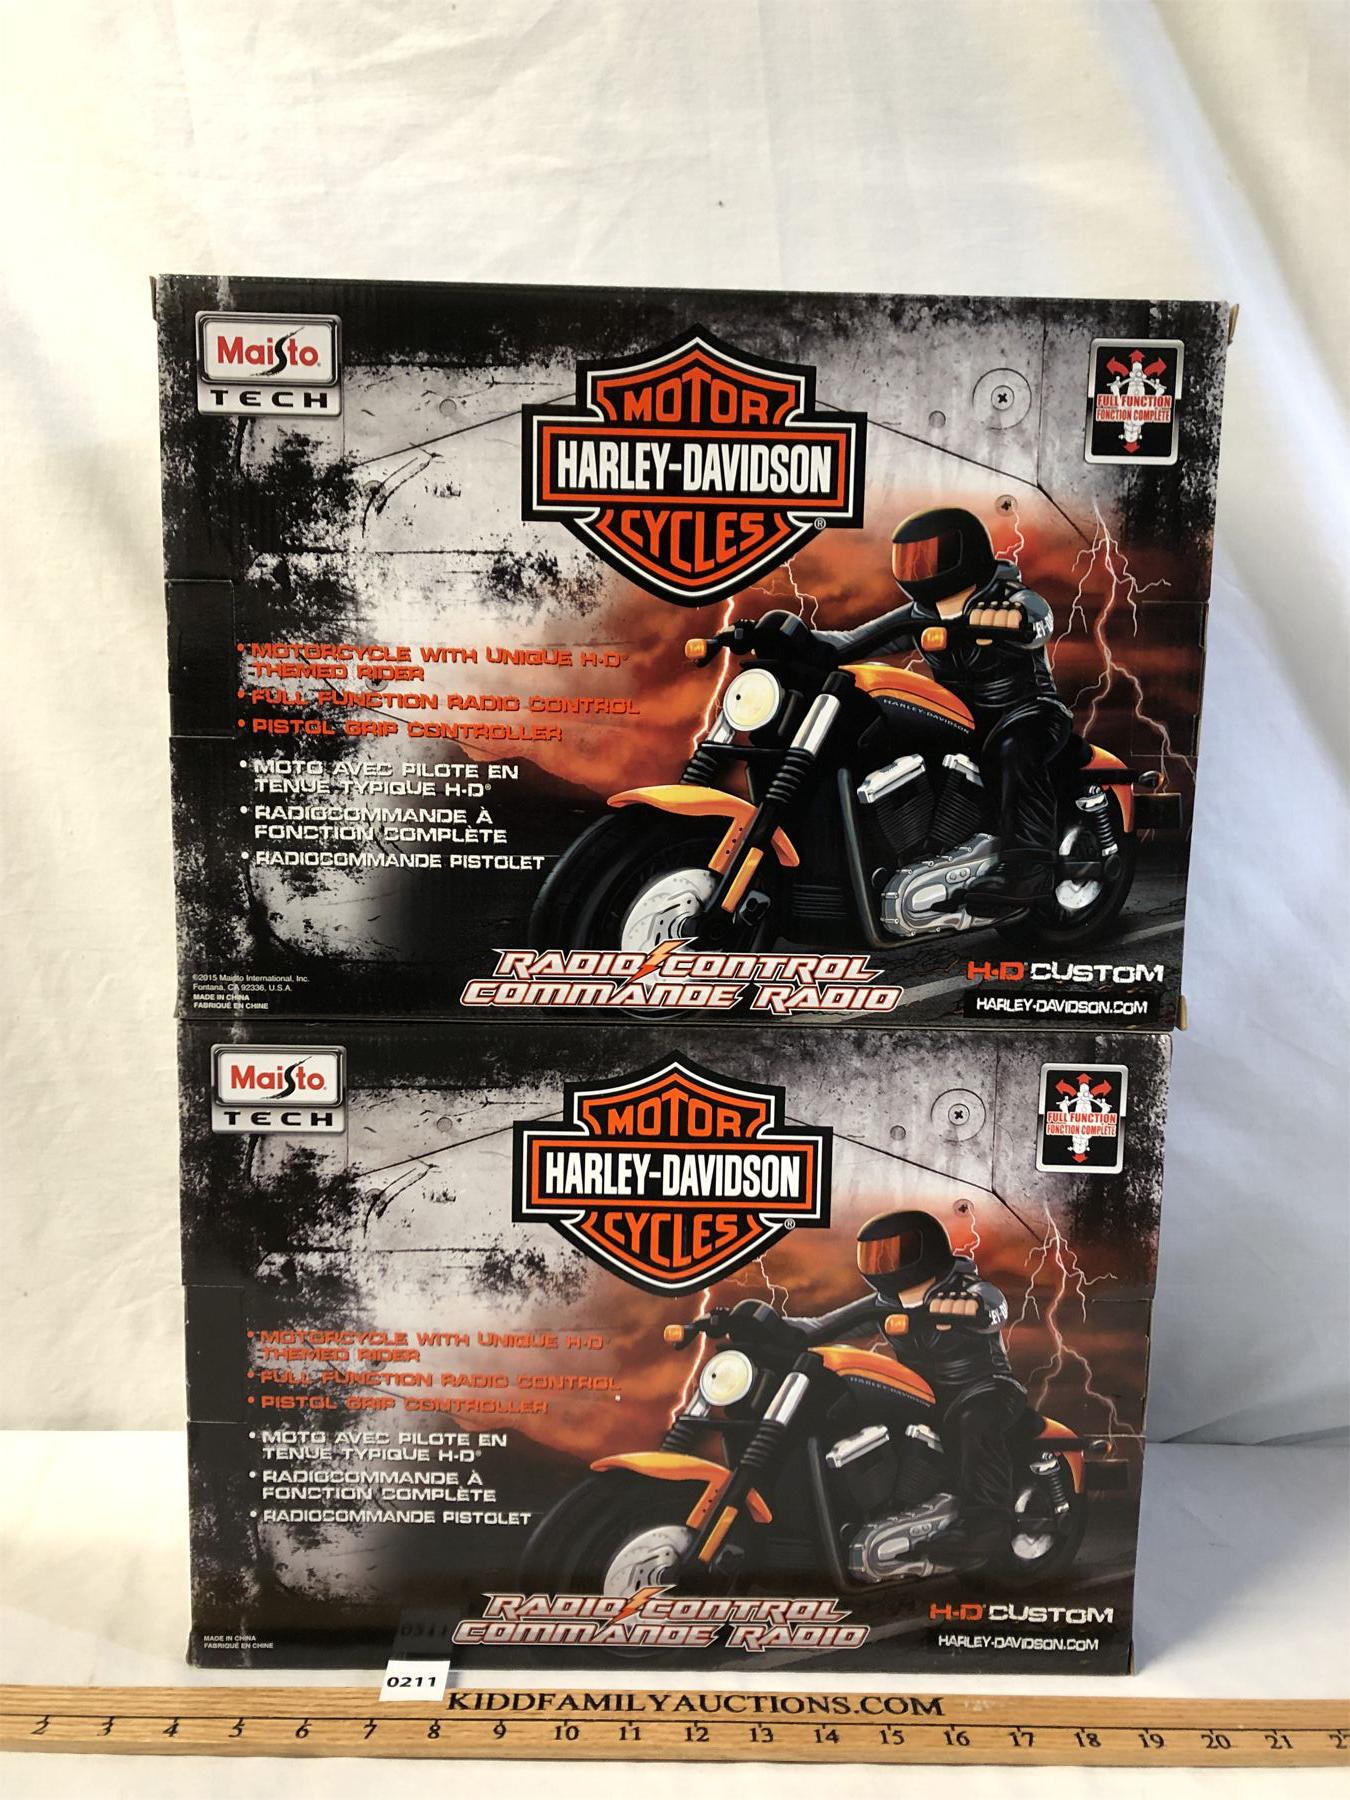 Maisto
TECH
MOTOR
HARLEY-DAVIDSON
CYCLES
®
FULL FUNCTION
FONCTION COMPLÈTE
• MOTORCYCLE WITH UNIQUE H-D®
THEMED RIDER
• FULL FUNCTION RADIO CONTROL
• PISTOL GRIP CONTROLLER
• MOTO AVEC PILOTE EN
TENUE TYPIQUE H-D®
• RADIOCOMMANDE À
FONCTION COMPLÈTE
• RADIOCOMMANDE PISTOLET
HARLEY-DAVIDSON
©2015 Maisto International, Inc.
Fontana, CA 92336, U.S.A.
MADE IN CHINA
FABRIQUÉ EN CHINE
RADIO CONTROL
COMMANDE RADIO
H-D® CUSTOM
HARLEY-DAVIDSON.COM
Maisto
TECH
MOTOR
HARLEY-DAVIDSON
CYCLES
®
FULL FUNCTION
FONCTION COMPLÈTE
• MOTORCYCLE WITH UNIQUE H-D
THEMED RIDER
• FULL FUNCTION RADIO CONTROL
• PISTOL GRIP CONTROLLER
• MOTO AVEC PILOTE EN
TENUE TYPIQUE H-D®
• RADIOCOMMANDE À
FONCTION COMPLÈTE
• RADIOCOMMANDE PISTOLET
HARLEY-DAVIDSON
MADE IN CHINA
FABRIQUÉ EN CHINE
RADIO CONTROL
COMMANDE RADIO
H-D® CUSTOM
HARLEY-DAVIDSON.COM
0211
KIDDFAMILYAUCTIONS.COM
2 3 4 5 6 7 8 9 10 11 12 13 14 15 16 17 18 19 20 21